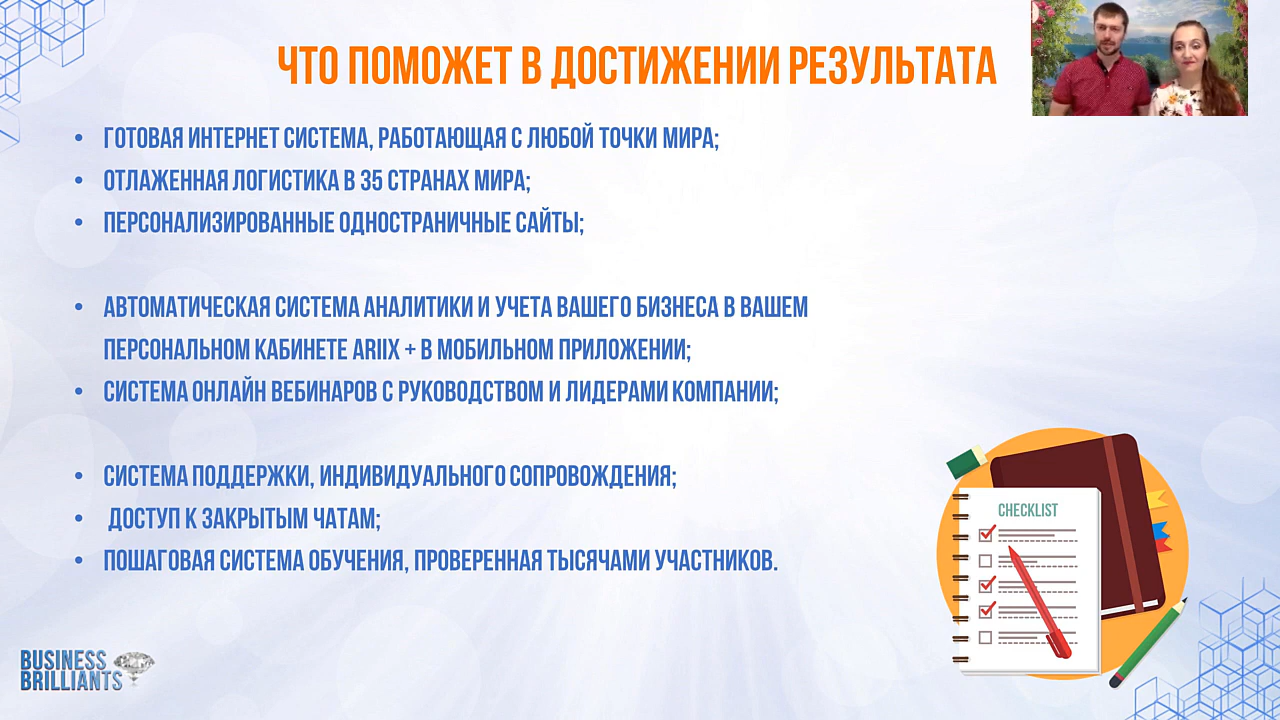 ЧТО ПОМОЖЕТ В ДОСТИЖЕНИИ РЕЗУЛЬТАТА
• ГОТОВАЯ ИНТЕРНЕТ СИСТЕМА, РАБОТАЮЩАЯ С ЛЮБОЙ ТОЧКИ МИРА;
• ОТЛАЖЕННАЯ ЛОГИСТИКА В 35 СТРАНАХ МИРА;
• ПЕРСОНАЛИЗИРОВАННЫЕ ОДНОСТРАНИЧНЫЕ САЙТЫ;
• АВТОМАТИЧЕСКАЯ СИСТЕМА АНАЛИТИКИ И УЧЕТА ВАШЕГО БИЗНЕСА В ВАШЕМ
ПЕРСОНАЛЬНОМ КАБИНЕТЕ ARIIX + В МОБИЛЬНОМ ПРИЛОЖЕНИИ;
• СИСТЕМА ОНЛАЙН ВЕБИНАРОВ С РУКОВОДСТВОМ И ЛИДЕРАМИ КОМПАНИИ;
• СИСТЕМА ПОДДЕРЖКИ, ИНДИВИДУАЛЬНОГО СОПРОВОЖДЕНИЯ;
• ДОСТУП К ЗАКРЫТЫМ ЧАТАМ;
• ПОШАГОВАЯ СИСТЕМА ОБУЧЕНИЯ, ПРОВЕРЕННАЯ ТЫСЯЧАМИ УЧАСТНИКОВ.
CHECKLIST
BUSINESS
BRILLIANTS